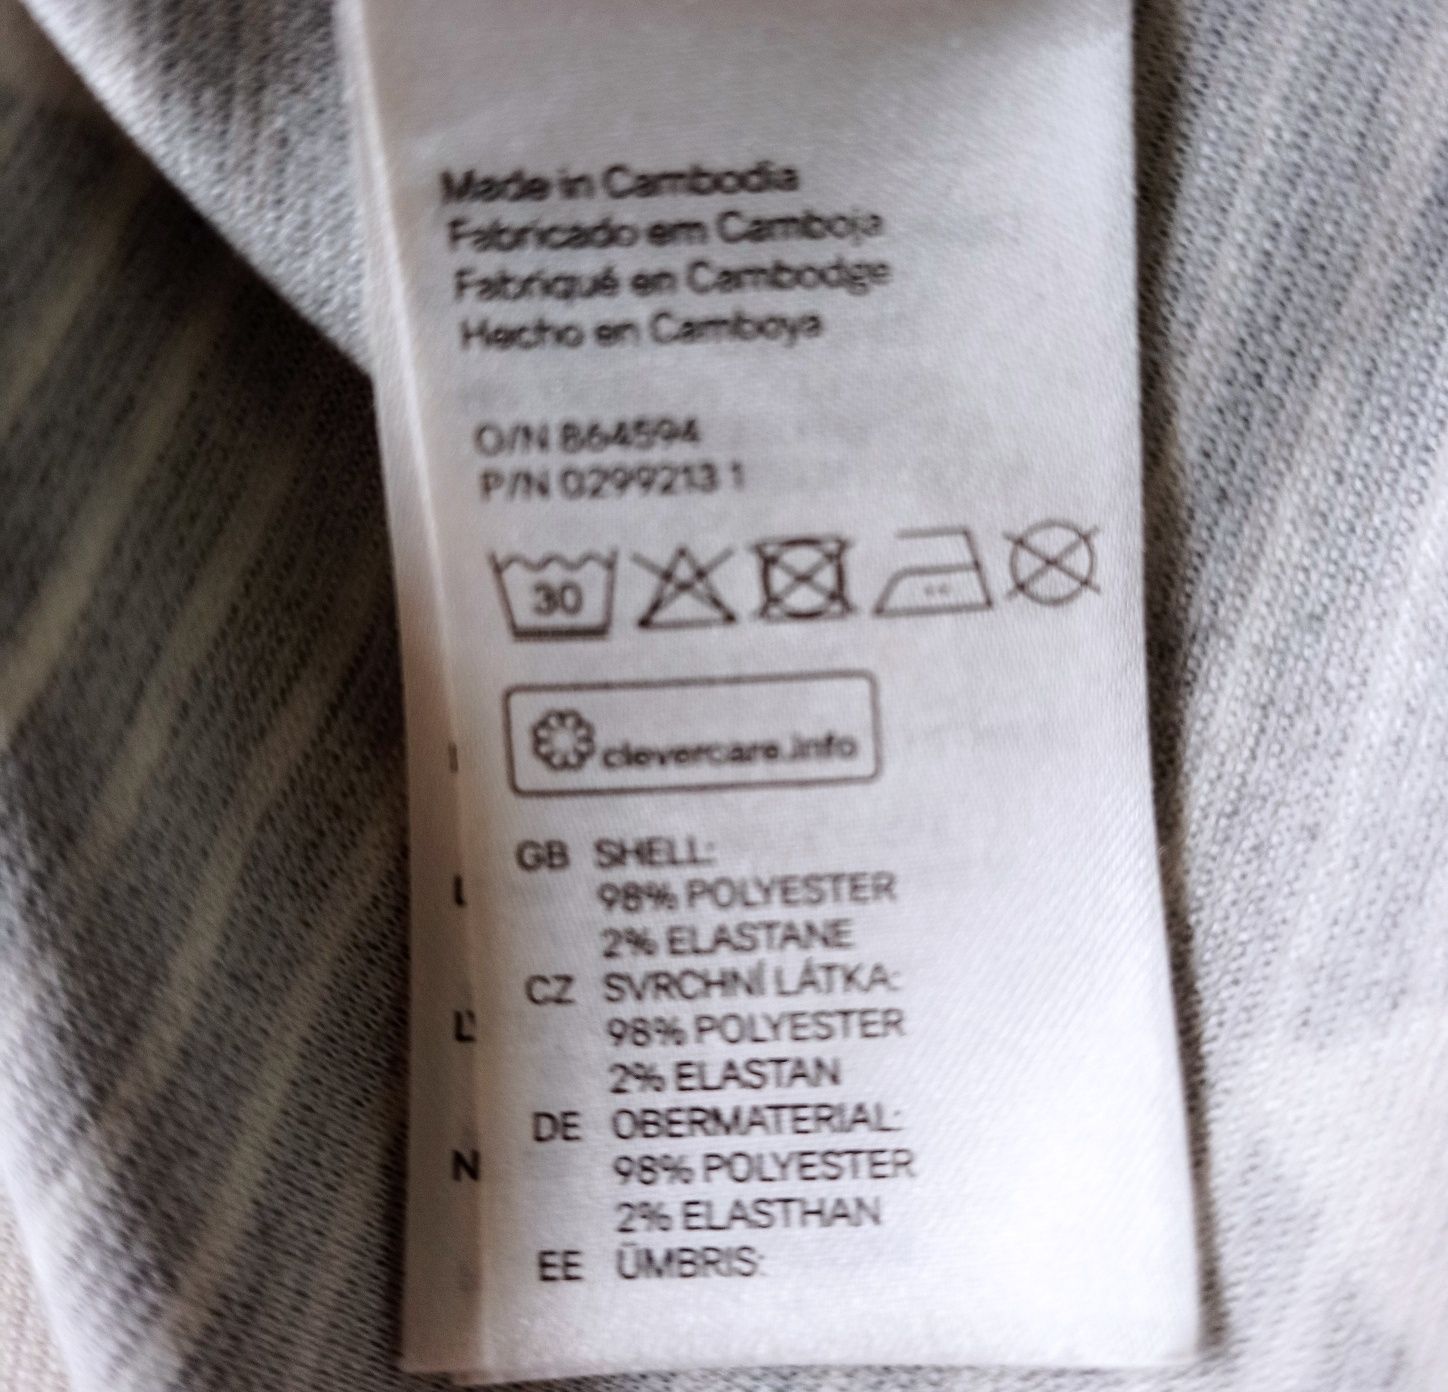 Made in Cambodia
Fabricado em Camboja
Fabriqué en Cambodge
Hecho en Camboya
O/N 864594
P/N 0299213 1
30
clevercare.info
GB SHELL:
98% POLYESTER
2% ELASTANE
CZ SVRCHNÍ LÁTKA:
98% POLYESTER
2% ELASTAN
DE OBERMATERIAL:
98% POLYESTER
2% ELASTHAN
EE ÜMBRIS: